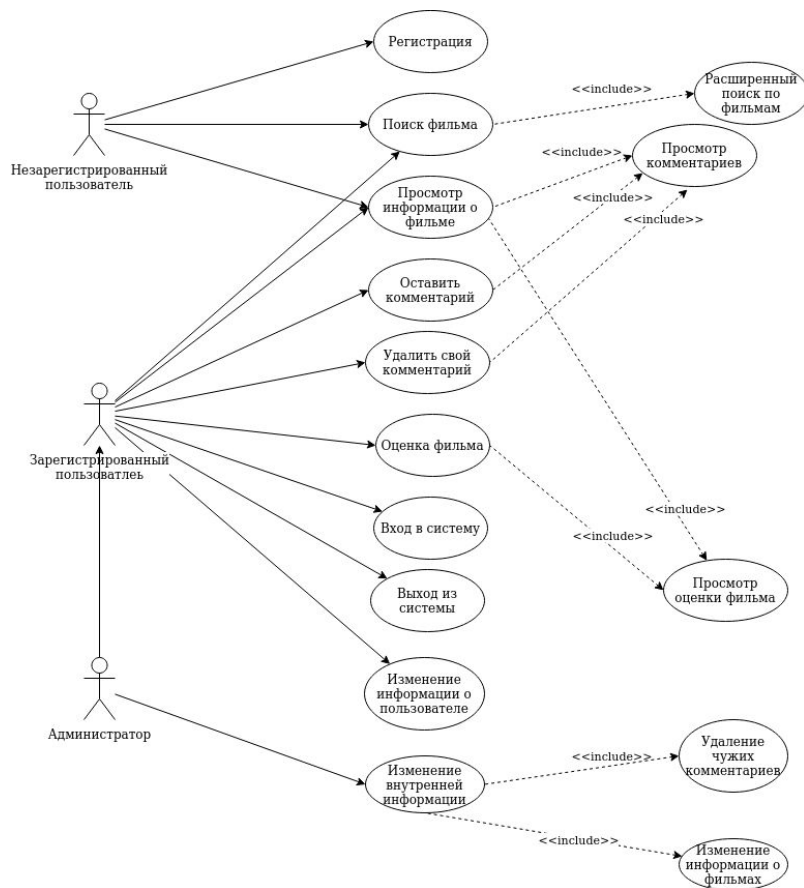 Регистрация
<<include>>
Расширенный
поиск по
фильмам
Поиск фильма
Незарегистрированный
пользователь
<<include>>
Просмотр
комментариев
Просмотр
информации о
фильме
<<include>>
<<include>>
Оставить
комментарий
Удалить свой
комментарий
Зарегистрированный
пользоватлеь
Оценка фильма
<<include>>
Вход в систему
<<include>>
Просмотр
оценки фильма
Выход из
системы
Изменение
информации о
пользователе
Администратор
Изменение
внутренней
информации
<<include>>
Удаление
чужих
комментариев
<<include>>
Изменение
информации о
фильмах